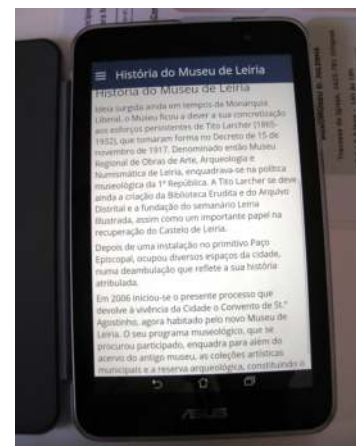 História do Museu de Leiria
História do Museu de Leiria
Ideia surgida ainda em tempos da Monarquia
Liberal, o Museu ficou a dever a sua concretização
aos esforços persistentes de Tito Larcher (1865-
1932), que tomaram forma no Decreto de 15 de
novembro de 1917. Denominado então Museu
Regional de Obras de Arte, Arqueologia e
Numismática de Leiria, enquadrava-se na política
museológica da 1ª República. A Tito Larcher se deve
ainda a criação da Biblioteca Erudita e do Arquivo
Distrital e a fundação do semanário Leiria
Ilustrada, assim como um importante papel na
recuperação do Castelo de Leiria.
Depois de uma instalação no primitivo Paço
Episcopal, ocupou diversos espaços da cidade,
numa deambulação que reflete a sua história
atribulada.
Em 2006 iniciou-se o presente processo que
devolve à vivência da Cidade o Convento de St.º
Agostinho, agora habitado pelo novo Museu de
Leiria. O seu programa museológico, que se
procurou participado, enquadra para além do
acervo do antigo museu, as coleções artísticas
municipais e a reserva arqueológica, constituindo o
ASUS